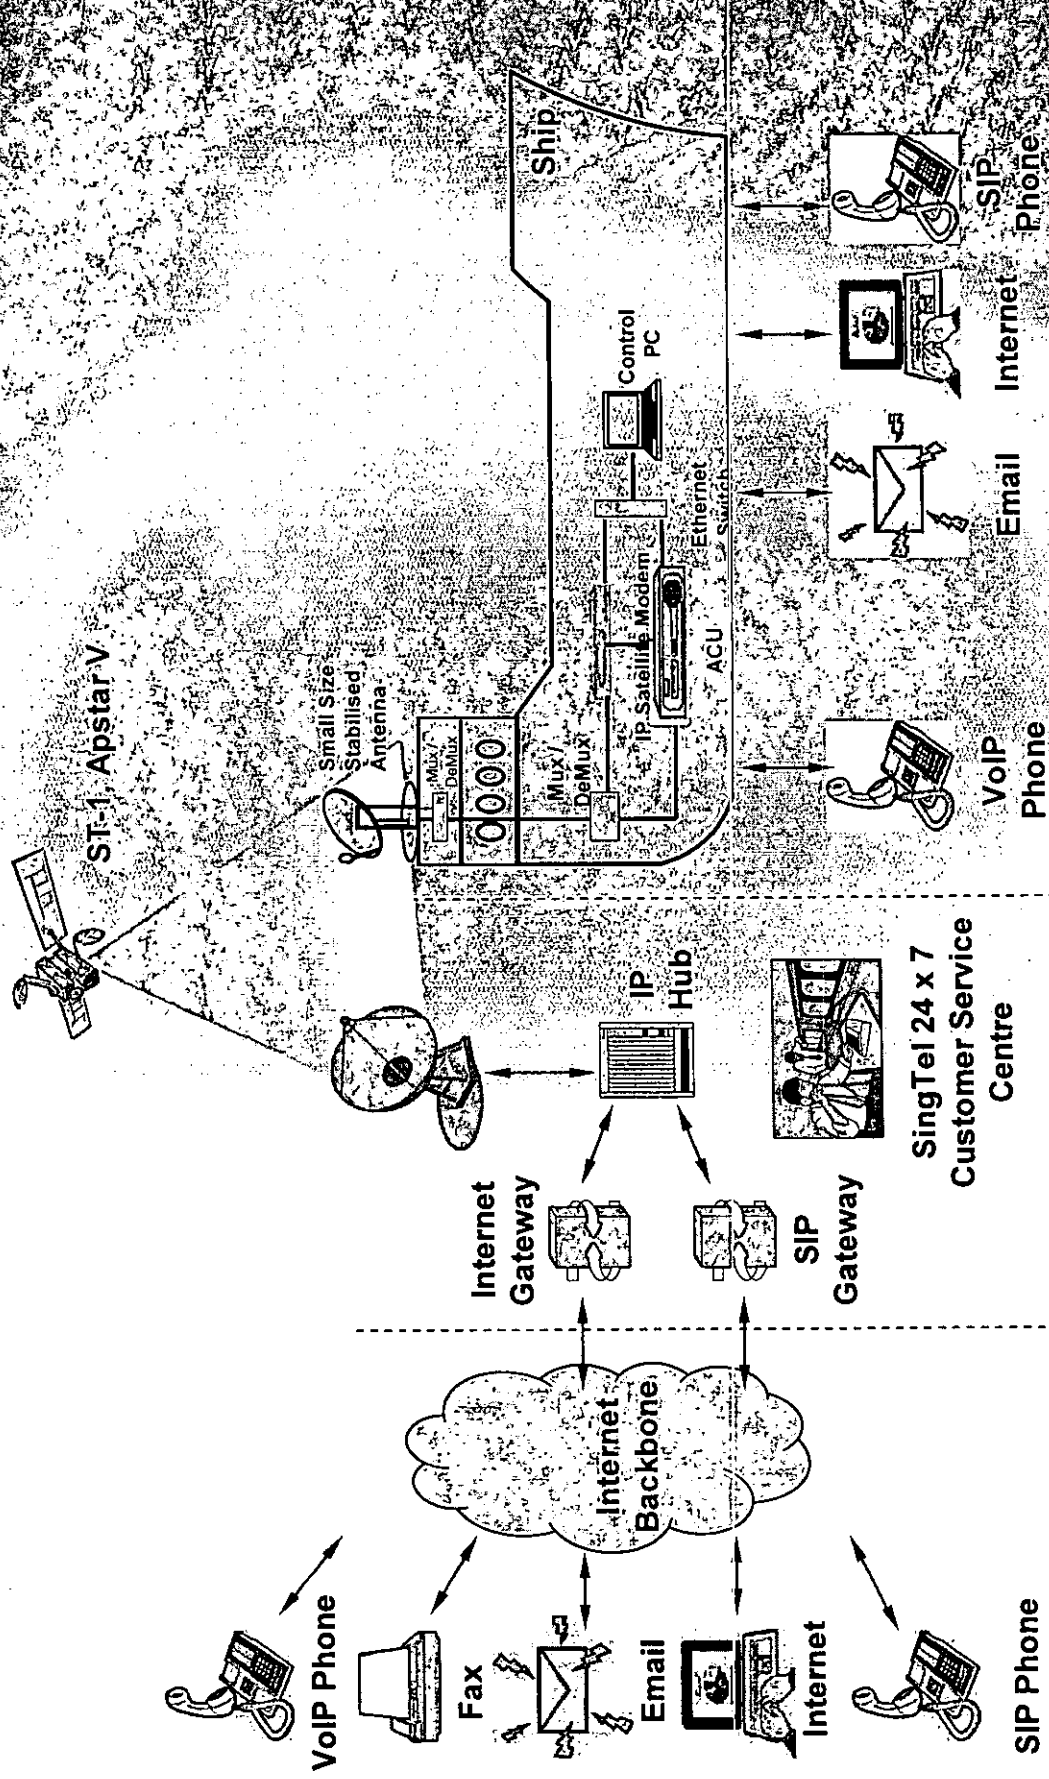 ST-1, Apstar V
Small Size
Stabilised
Antenna
Mux/
DeMux
Ship
Mux/
DeMux
IP Satellite Modem
Control
PC
ACU
Ethernet
Switch
Internet
Gateway
IP
Hub
SIP
Gateway
SingTel 24 x 7
Customer Service
Centre
Internet
Backbone
VoIP Phone
Fax
Email
Internet
SIP Phone
VoIP
Phone
Email
Internet
SIP
Phone